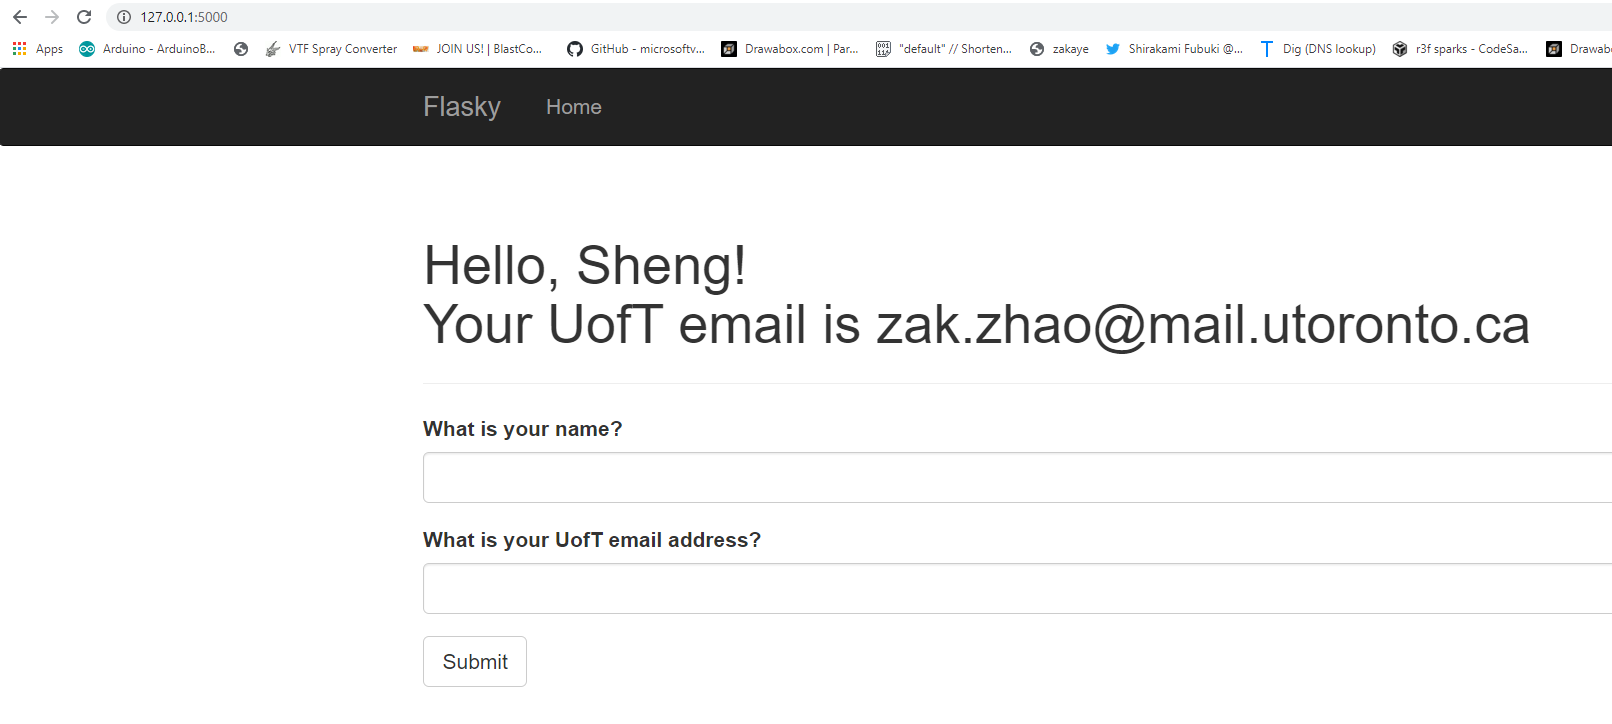 127.0.0.1:5000
Apps Arduino - ArduinoB... VTF Spray Converter JOIN US! | BlastCo... GitHub - microsoftv... Drawabox.com | Par... "default" // Shorten... zakaye Shirakami Fubuki @... Dig (DNS lookup) r3f sparks - CodeSa... Drawab
Flasky Home
Hello, Sheng!
Your UofT email is zak.zhao@mail.utoronto.ca
What is your name?
What is your UofT email address?
Submit